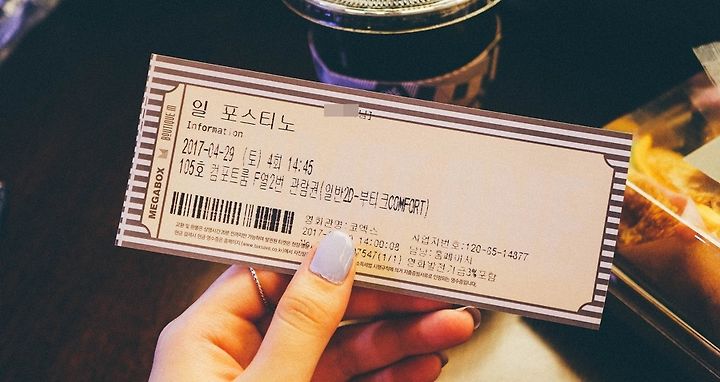 MEGABOX
BOUTIQUE M
일 포스티노
Information
2017-04-29 (토) 4회 14:45
105호 컴포트룸 F열2번 관람권(일반2D-부티크COMFORT)
영화관명:코엑스
사업자번호:120-85-14877
14:00:08 담당:홈페이지
7547(1/1) 영화발전기금3% 포함